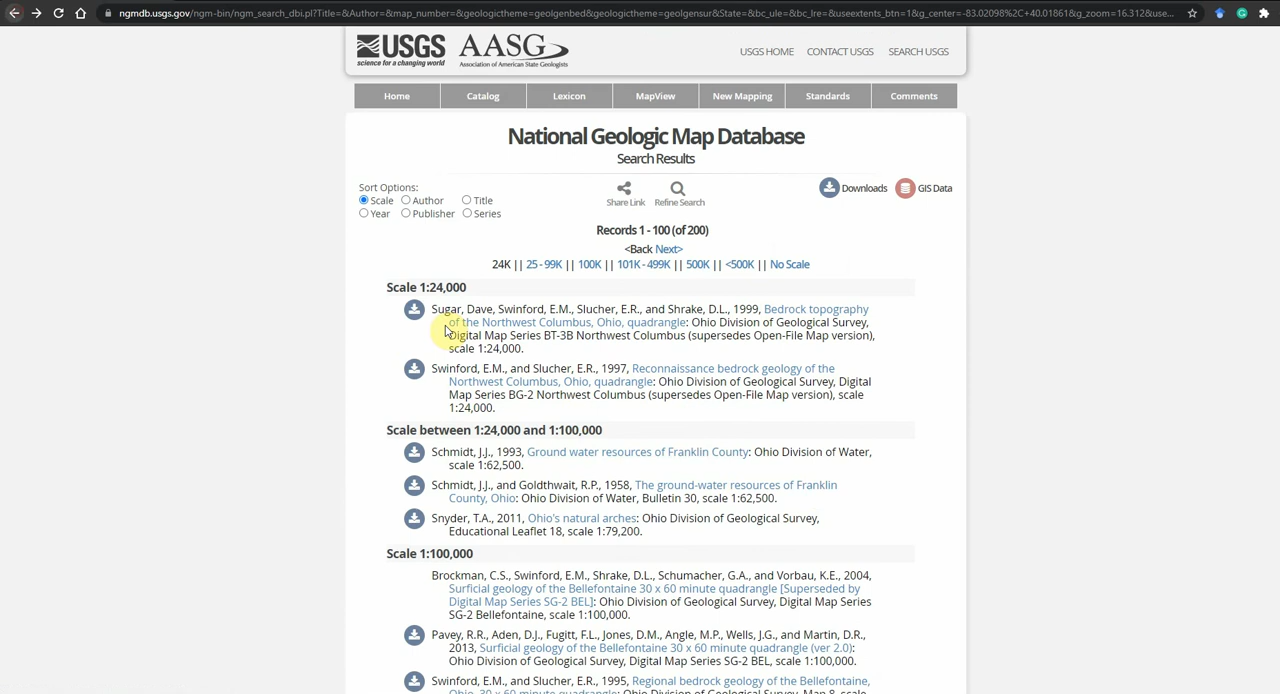 ngmdb.usgs.gov/ngm-bin/ngm_search_dbi.pl?Title=&Author=&map_number=&geologictheme=geolgenbed&geologictheme=geolgensur&State=&bc_ule=&bc_lre=&useextents_btn=1&g_center=-83.02098%2C+40.01861&g_zoom=16.312&use...
USGS
science for a changing world
AASG
Association of American State Geologists
USGS HOME CONTACT USGS SEARCH USGS
Home Catalog Lexicon MapView New Mapping Standards Comments
National Geologic Map Database
Search Results
Sort Options:
Scale Author Title
Year Publisher Series
Share Link Refine Search
Downloads GIS Data
Records 1 - 100 (of 200)
<Back Next>
24K || 25 - 99K || 100K || 101K - 499K || 500K || <500K || No Scale
Scale 1:24,000
Sugar, Dave, Swinford, E.M., Slucher, E.R., and Shrake, D.L., 1999, Bedrock topography
of the Northwest Columbus, Ohio, quadrangle: Ohio Division of Geological Survey,
Digital Map Series BT-3B Northwest Columbus (supersedes Open-File Map version),
scale 1:24,000.
Swinford, E.M., and Slucher, E.R., 1997, Reconnaissance bedrock geology of the
Northwest Columbus, Ohio, quadrangle: Ohio Division of Geological Survey, Digital
Map Series BG-2 Northwest Columbus (supersedes Open-File Map version), scale
1:24,000.
Scale between 1:24,000 and 1:100,000
Schmidt, J.J., 1993, Ground water resources of Franklin County: Ohio Division of Water,
scale 1:62,500.
Schmidt, J.J., and Goldthwait, R.P., 1958, The ground-water resources of Franklin
County, Ohio: Ohio Division of Water, Bulletin 30, scale 1:62,500.
Snyder, T.A., 2011, Ohio's natural arches: Ohio Division of Geological Survey,
Educational Leaflet 18, scale 1:79,200.
Scale 1:100,000
Brockman, C.S., Swinford, E.M., Shrake, D.L., Schumacher, G.A., and Vorbau, K.E., 2004,
Surficial geology of the Bellefontaine 30 x 60 minute quadrangle [Superseded by
Digital Map Series SG-2 BEL]: Ohio Division of Geological Survey, Digital Map Series
SG-2 Bellefontaine, scale 1:100,000.
Pavey, R.R., Aden, D.J., Fugitt, F.L., Jones, D.M., Angle, M.P., Wells, J.G., and Martin, D.R.,
2013, Surficial geology of the Bellefontaine 30 x 60 minute quadrangle (ver 2.0):
Ohio Division of Geological Survey, Digital Map Series SG-2 BEL, scale 1:100,000.
Swinford, E.M., and Slucher, E.R., 1995, Regional bedrock geology of the Bellefontaine,
Ohio, 30 x 60 minute quadrangle: Ohio Division of Geological Survey, Map 8, scale